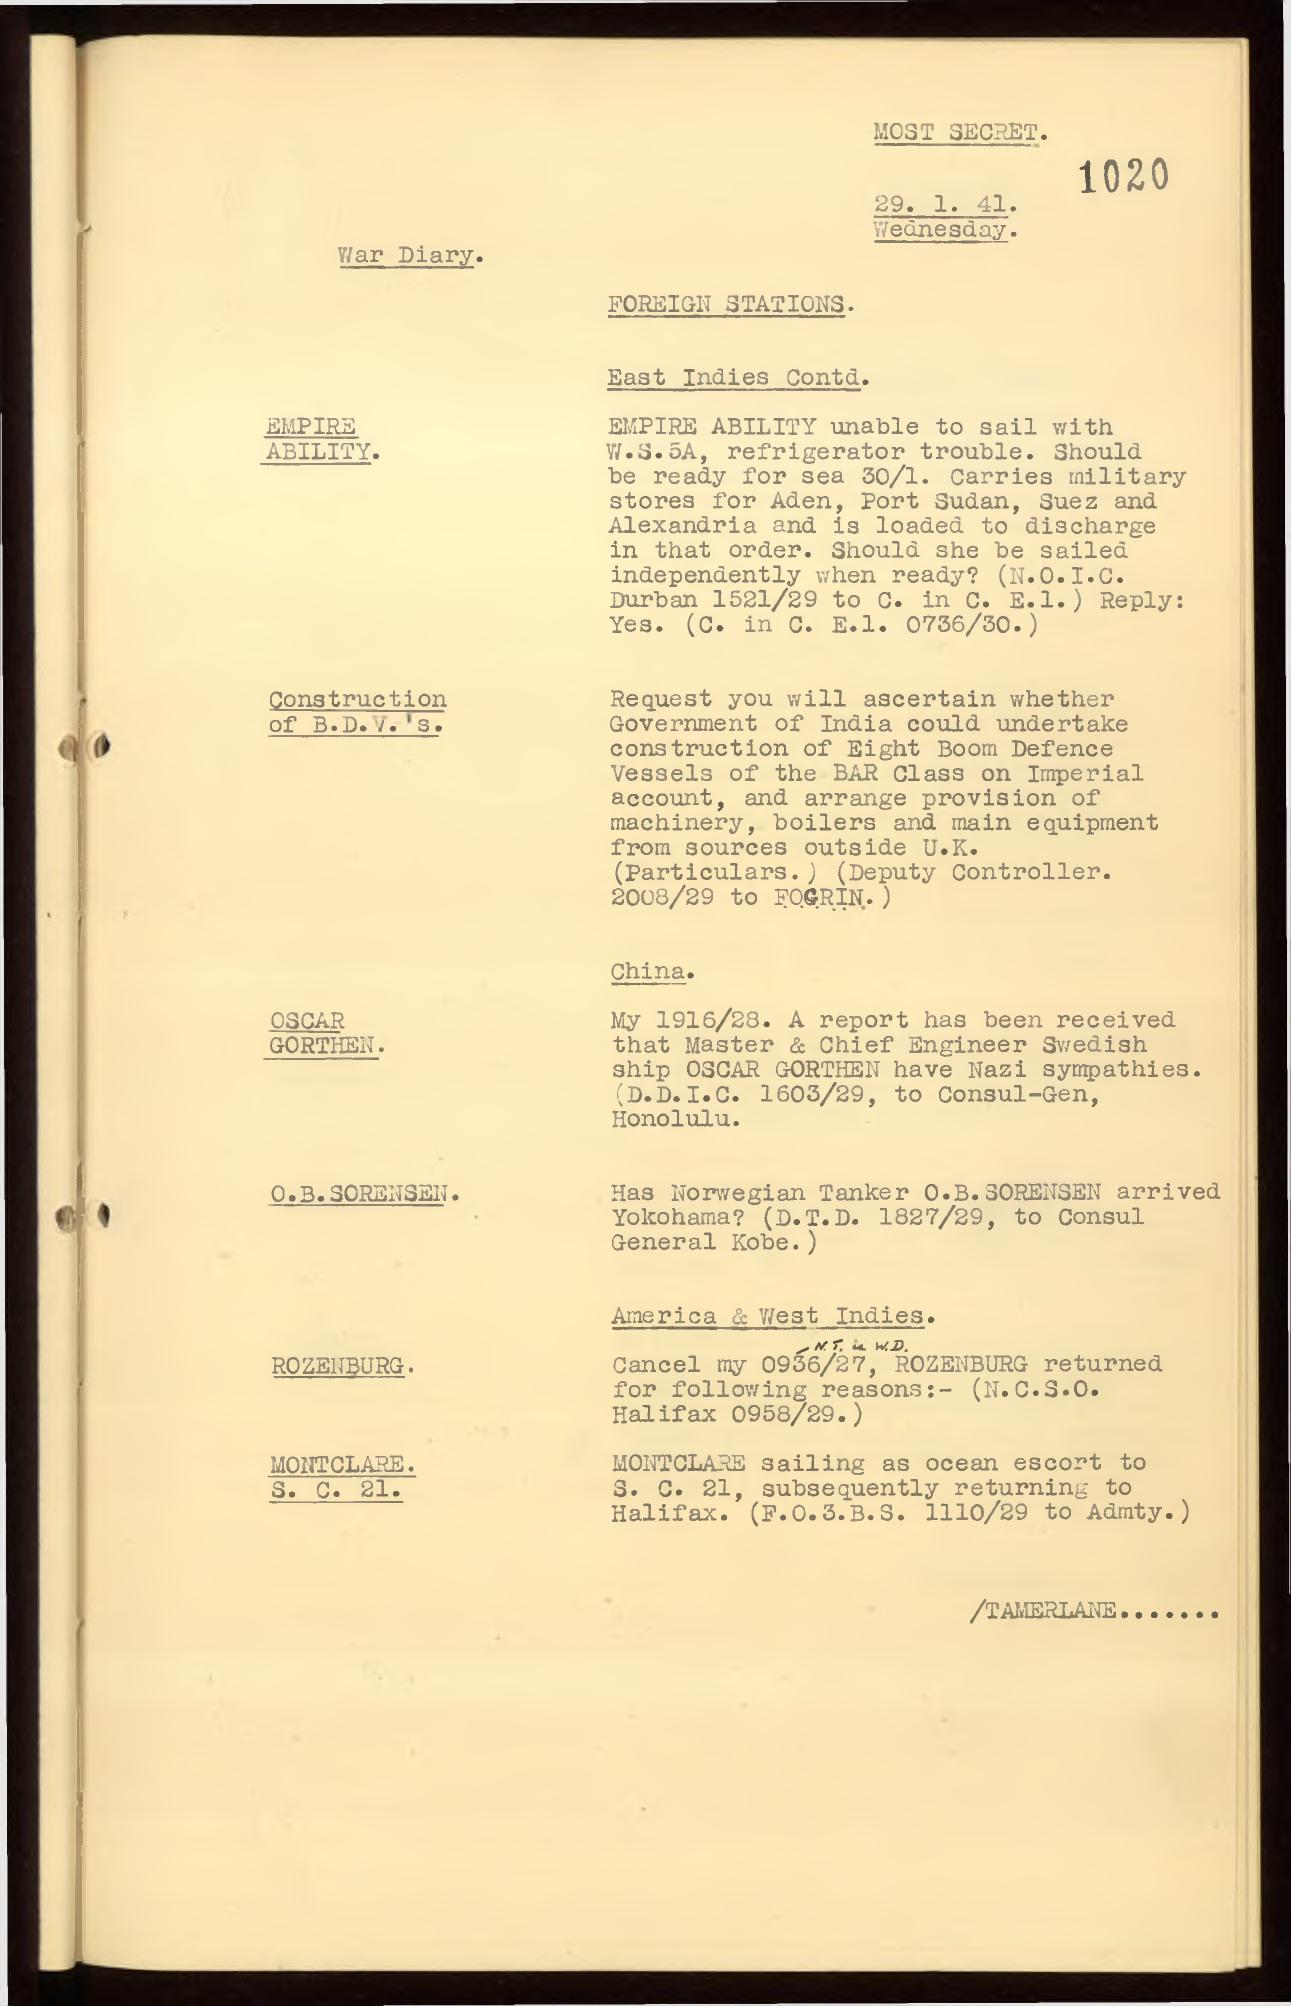 MOST SECRET.
1020
29. 1. 41.
Wednesday.
War Diary.
FOREIGN STATIONS.
East Indies Contd.
EMPIRE
ABILITY.
EMPIRE ABILITY unable to sail with
W.S.5A, refrigerator trouble. Should
be ready for sea 30/1. Carries military
stores for Aden, Port Sudan, Suez and
Alexandria and is loaded to discharge
in that order. Should she be sailed
independently when ready? (N.O.I.C.
Durban 1521/29 to C. in C. E.1.) Reply:
Yes. (C. in C. E.1. 0736/30.)
Construction
of B.D.V.'s.
Request you will ascertain whether
Government of India could undertake
construction of Eight Boom Defence
Vessels of the BAR Class on Imperial
account, and arrange provision of
machinery, boilers and main equipment
from sources outside U.K.
(Particulars.) (Deputy Controller.
2008/29 to FOGRIN.)
China.
OSCAR
GORTHEN.
My 1916/28. A report has been received
that Master & Chief Engineer Swedish
ship OSCAR GORTHEN have Nazi sympathies.
(D.D.I.C. 1603/29, to Consul-Gen,
Honolulu.
O.B.SORENSEN.
Has Norwegian Tanker O.B.SORENSEN arrived
Yokohama? (D.T.D. 1827/29, to Consul
General Kobe.)
America & West Indies.
N.T. in W.D.
ROZENBURG.
Cancel my 0936/27, ROZENBURG returned
for following reasons:- (N.C.S.O.
Halifax 0958/29.)
MONTCLARE.
S. C. 21.
MONTCLARE sailing as ocean escort to
S. C. 21, subsequently returning to
Halifax. (F.O.3.B.S. 1110/29 to Admty.)
/TAMERLANE.......